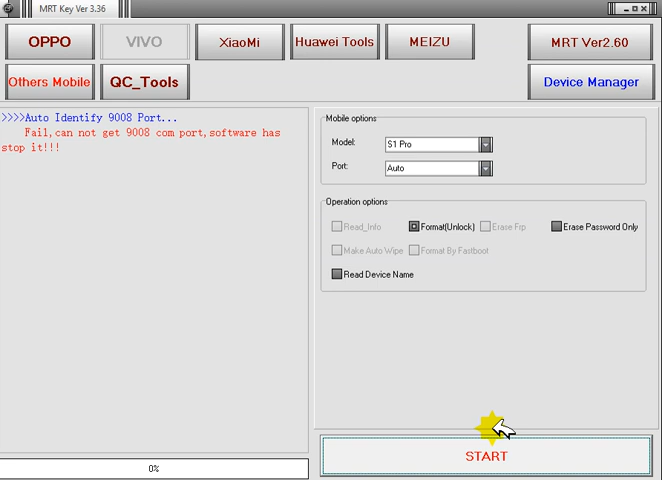 MRT Key Ver 3.36
OPPO
VIVO
XiaoMi
Huawei Tools
MEIZU
MRT Ver2.60
Others Mobile
QC_Tools
Device Manager
>>>>Auto Identify 9008 Port...
Fail,can not get 9008 com port,software has
stop it!!!
Mobile options
Model:
S1 Pro
Port:
Auto
Operation options
Read_Info
Format(Unlock)
Erase Frp
Erase Password Only
Make Auto Wipe
Format By Fastboot
Read Device Name
START
0%